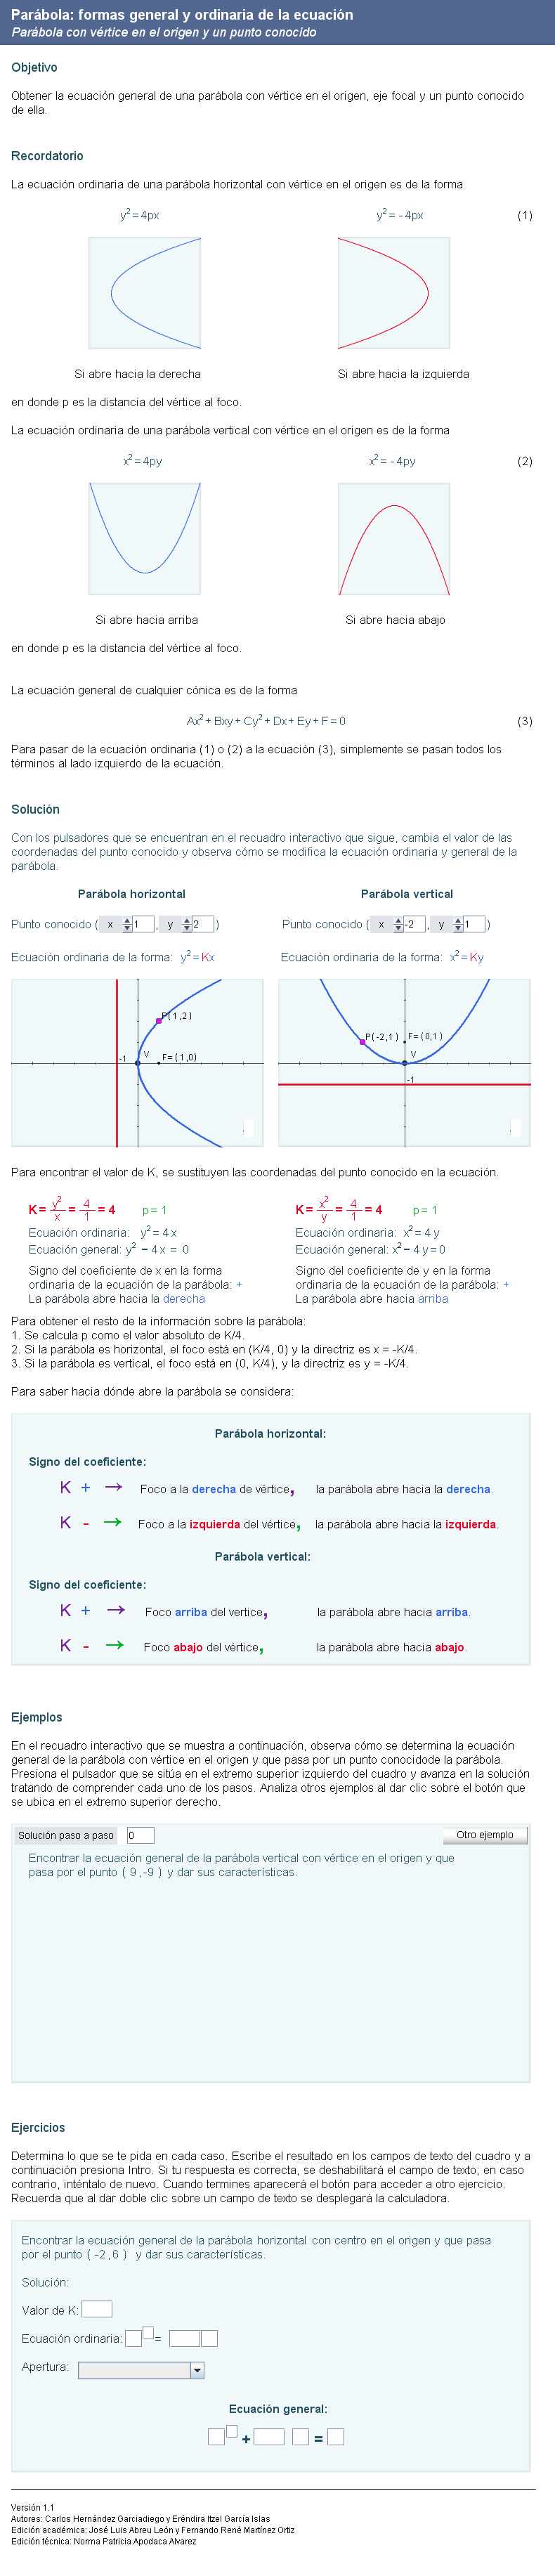 Parábola: formas general y ordinaria de la ecuación
Parábola con vértice en el origen y un punto conocido
Objetivo
Obtener la ecuación general de una parábola con vértice en el origen, eje focal y un punto conocido
de ella.
Recordatorio
La ecuación ordinaria de una parábola horizontal con vértice en el origen es de la forma
y² = 4px y² = - 4px (1)
Si abre hacia la derecha Si abre hacia la izquierda
en donde p es la distancia del vértice al foco.
La ecuación ordinaria de una parábola vertical con vértice en el origen es de la forma
x² = 4py x² = - 4py (2)
Si abre hacia arriba Si abre hacia abajo
en donde p es la distancia del vértice al foco.
La ecuación general de cualquier cónica es de la forma
Ax² + Bxy + Cy² + Dx + Ey + F = 0 (3)
Para pasar de la ecuación ordinaria (1) o (2) a la ecuación (3), simplemente se pasan todos los
términos al lado izquierdo de la ecuación.
Solución
Con los pulsadores que se encuentran en el recuadro interactivo que sigue, cambia el valor de las
coordenadas del punto conocido y observa cómo se modifica la ecuación ordinaria y general de la
parábola.
Parábola horizontal Parábola vertical
Punto conocido ( x 1 , y 2 ) Punto conocido ( x -2 , y 1 )
Ecuación ordinaria de la forma: y² = Kx Ecuación ordinaria de la forma: x² = Ky
P(1,2)
-1 V F=(1,0)
P(-2,1) F=(0,1)
V
-1
Para encontrar el valor de K, se sustituyen las coordenadas del punto conocido en la ecuación.
K = y²/x = 4/1 = 4 p = 1 K = x²/y = 4/1 = 4 p = 1
Ecuación ordinaria: y² = 4 x Ecuación ordinaria: x² = 4 y
Ecuación general: y² - 4 x = 0 Ecuación general: x² - 4 y = 0
Signo del coeficiente de x en la forma Signo del coeficiente de y en la forma
ordinaria de la ecuación de la parábola: + ordinaria de la ecuación de la parábola: +
La parábola abre hacia la derecha La parábola abre hacia arriba
Para obtener el resto de la información sobre la parábola:
1. Se calcula p como el valor absoluto de K/4.
2. Si la parábola es horizontal, el foco está en (K/4, 0) y la directriz es x = -K/4.
3. Si la parábola es vertical, el foco está en (0, K/4), y la directriz es y = -K/4.
Para saber hacia dónde abre la parábola se considera:
Parábola horizontal:
Signo del coeficiente:
K + → Foco a la derecha de vértice, la parábola abre hacia la derecha.
K - → Foco a la izquierda del vértice, la parábola abre hacia la izquierda.
Parábola vertical:
Signo del coeficiente:
K + → Foco arriba del vertice, la parábola abre hacia arriba.
K - → Foco abajo del vértice, la parábola abre hacia abajo.
Ejemplos
En el recuadro interactivo que se muestra a continuación, observa cómo se determina la ecuación
general de la parábola con vértice en el origen y que pasa por un punto conocidode la parábola.
Presiona el pulsador que se sitúa en el extremo superior izquierdo del cuadro y avanza en la solución
tratando de comprender cada uno de los pasos. Analiza otros ejemplos al dar clic sobre el botón que
se ubica en el extremo superior derecho.
Solución paso a paso 0 Otro ejemplo
Encontrar la ecuación general de la parábola vertical con vértice en el origen y que
pasa por el punto ( 9 ,-9 ) y dar sus características.
Ejercicios
Determina lo que se te pida en cada caso. Escribe el resultado en los campos de texto del cuadro y a
continuación presiona Intro. Si tu respuesta es correcta, se deshabilitará el campo de texto; en caso
contrario, inténtalo de nuevo. Cuando termines aparecerá el botón para acceder a otro ejercicio.
Recuerda que al dar doble clic sobre un campo de texto se desplegará la calculadora.
Encontrar la ecuación general de la parábola horizontal con centro en el origen y que pasa
por el punto ( -2 , 6 ) y dar sus características.
Solución:
Valor de K:
Ecuación ordinaria: =
Apertura:
Ecuación general:
+ =
Versión 1.1
Autores: Carlos Hernández Garciadiego y Eréndira Itzel García Islas
Edición académica: José Luis Abreu León y Fernando René Martínez Ortiz
Edición técnica: Norma Patricia Apodaca Alvarez